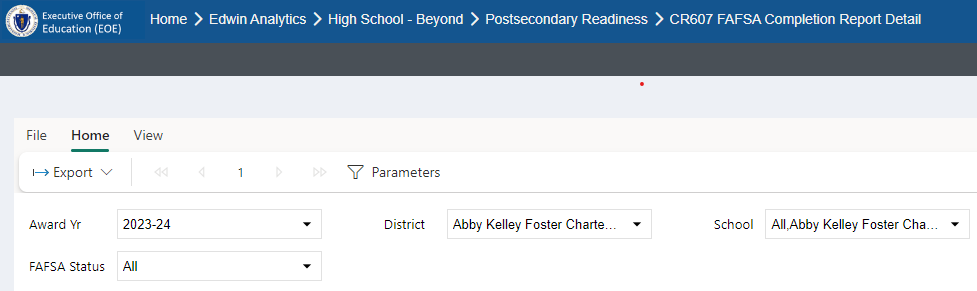 Executive Office of
Education (EOE)
Home > Edwin Analytics > High School - Beyond > Postsecondary Readiness > CR607 FAFSA Completion Report Detail
File Home View
Export 1 Parameters
Award Yr 2023-24 District Abby Kelley Foster Charte... School All,Abby Kelley Foster Cha...
FAFSA Status All